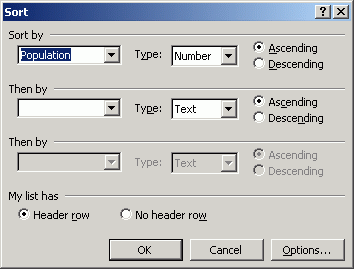 Sort
Sort by
Population Type: Number Ascending
Descending
Then by
Type: Text Ascending
Descending
Then by
Type: Text Ascending
Descending
My list has
Header row No header row
OK Cancel Options...